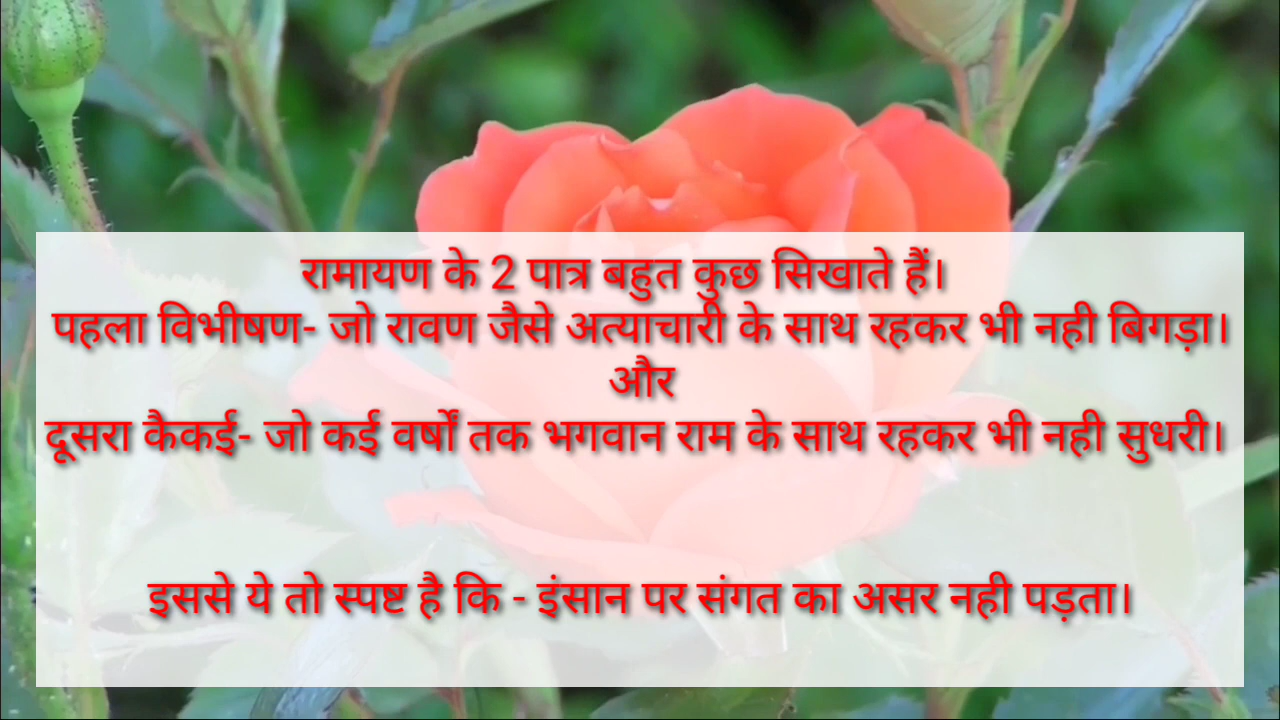 रामायण के 2 पात्र बहुत कुछ सिखाते हैं।
पहला विभीषण- जो रावण जैसे अत्याचारी के साथ रहकर भी नही बिगड़ा।
और
दूसरा कैकई- जो कई वर्षों तक भगवान राम के साथ रहकर भी नही सुधरी।
इससे ये तो स्पष्ट है कि - इंसान पर संगत का असर नही पड़ता।